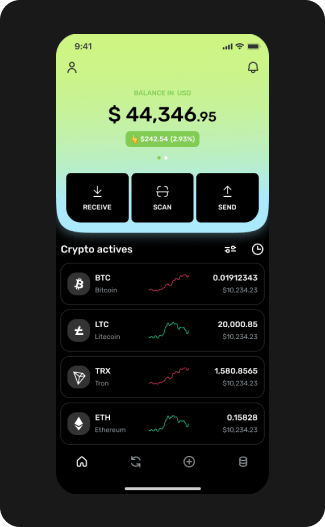 9:41
BALANCE IN USD
$ 44,346.95
$242.54 (2.93%)
RECEIVE
SCAN
SEND
Crypto actives
BTC
0.01912343
Bitcoin
$10,234.23
LTC
20,000.85
Litecoin
$10,234.23
TRX
1,580.8565
Tron
$10,234.23
ETH
0.15828
Ethereum
$10,234.23